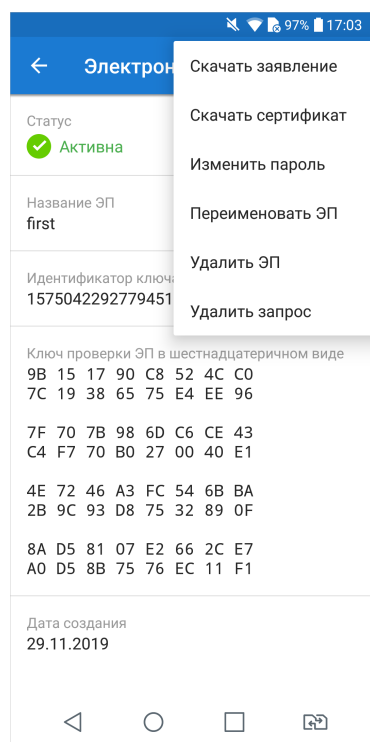 97% 17:03
Электрон
Скачать заявление
Скачать сертификат
Изменить пароль
Переименовать ЭП
Удалить ЭП
Удалить запрос
Статус
Активна
Название ЭП
first
Идентификатор ключа
1575042292779451
Ключ проверки ЭП в шестнадцатеричном виде
9B 15 17 90 C8 52 4C C0
7C 19 38 65 75 E4 EE 96
7F 70 7B 98 6D C6 CE 43
C4 F7 70 B0 27 00 40 E1
4E 72 46 A3 FC 54 6B BA
2B 9C 93 D8 75 32 89 0F
8A D5 81 07 E2 66 2C E7
A0 D5 8B 75 76 EC 11 F1
Дата создания
29.11.2019